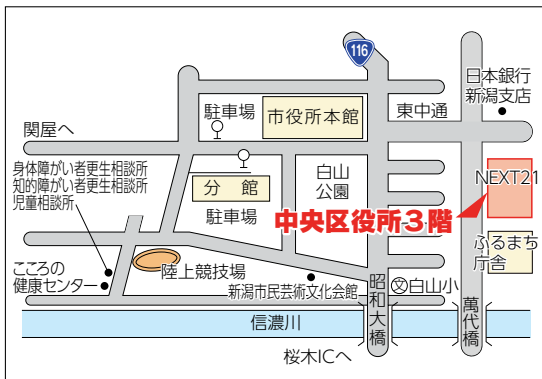 116
日本銀行
新潟支店
駐車場
市役所本館
東中通
関屋へ
身体障がい者更生相談所
知的障がい者更生相談所
児童相談所
分館
駐車場
白山
公園
NEXT21
中央区役所3階
ふるまち
庁舎
こころの
健康センター
陸上競技場
新潟市民芸術文化会館
昭和大橋
文白山小
萬代橋
信濃川
桜木ICへ